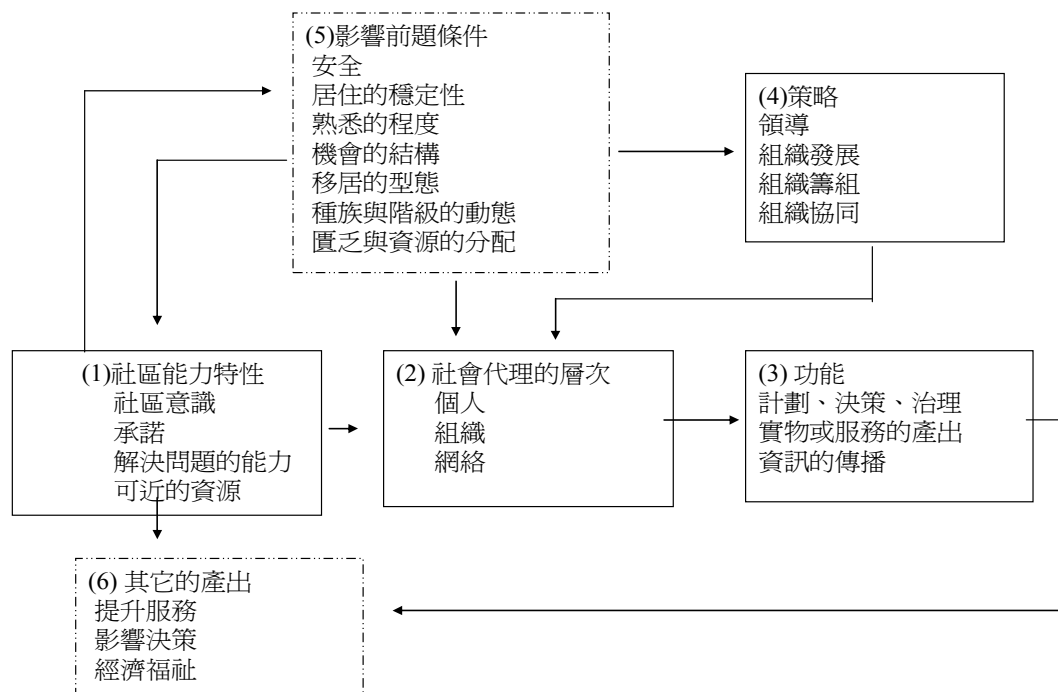 (5)影響前題條件
安全
居住的穩定性
熟悉的程度
機會的結構
移居的型態
種族與階級的動態
匱乏與資源的分配
(4)策略
領導
組織發展
組織籌組
組織協同
(1)社區能力特性
社區意識
承諾
解決問題的能力
可近的資源
(2) 社會代理的層次
個人
組織
網絡
(3) 功能
計劃、決策、治理
實物或服務的產出
資訊的傳播
(6) 其它的產出
提升服務
影響決策
經濟福祉